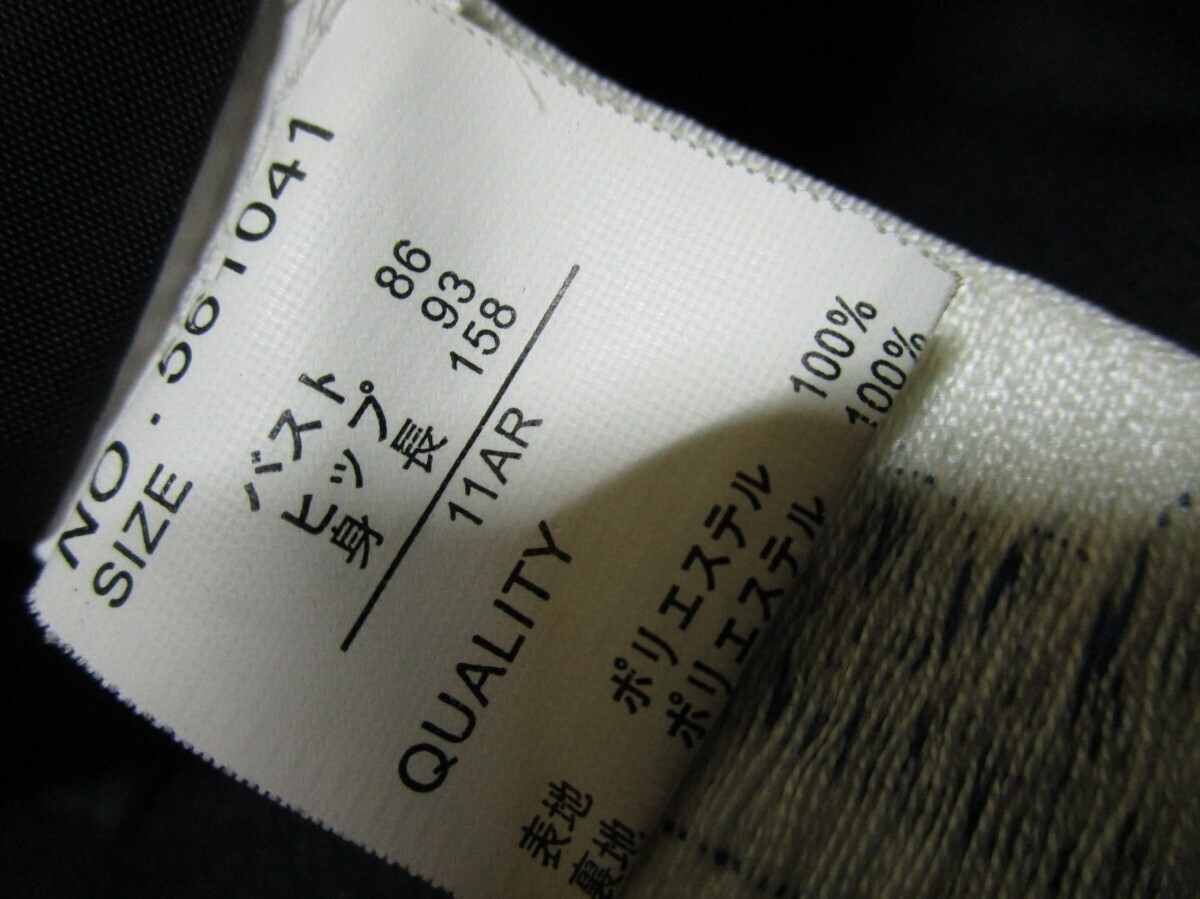 NO.561041
SIZE
バスト 86
ヒップ 93
身長 158
11AR
QUALITY
表地 ポリエステル 100%
裏地 ポリエステル 100%